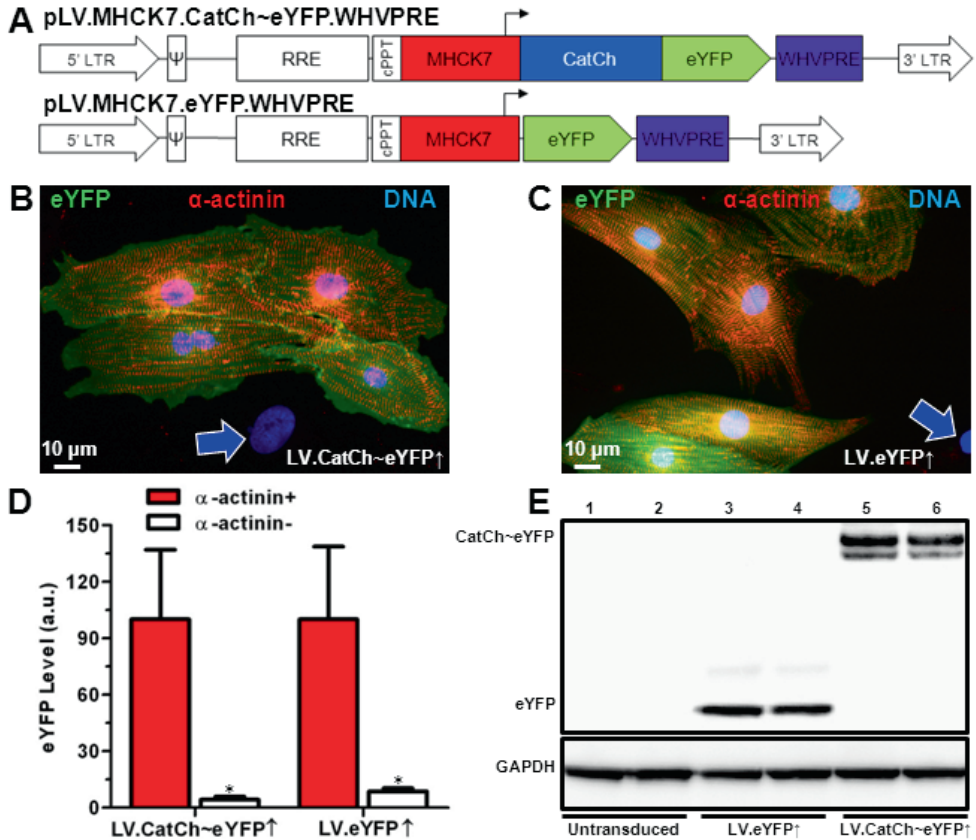 A
pLV.MHCK7.CatCh~eYFP.WHVPRE
5' LTR Ψ RRE cPPT MHCK7 CatCh eYFP WHVPRE 3' LTR
pLV.MHCK7.eYFP.WHVPRE
5' LTR Ψ RRE cPPT MHCK7 eYFP WHVPRE 3' LTR
B
eYFP α-actinin DNA
10 µm
LV.CatCh~eYFP↑
C
eYFP α-actinin DNA
10 µm
LV.eYFP↑
D
α-actinin+
α-actinin-
eYFP Level (a.u.)
150
120
90
60
30
0
* *
LV.CatCh~eYFP↑ LV.eYFP↑
E
1 2 3 4 5 6
CatCh~eYFP
eYFP
GAPDH
Untransduced LV.eYFP↑ LV.CatCh~eYFP↑